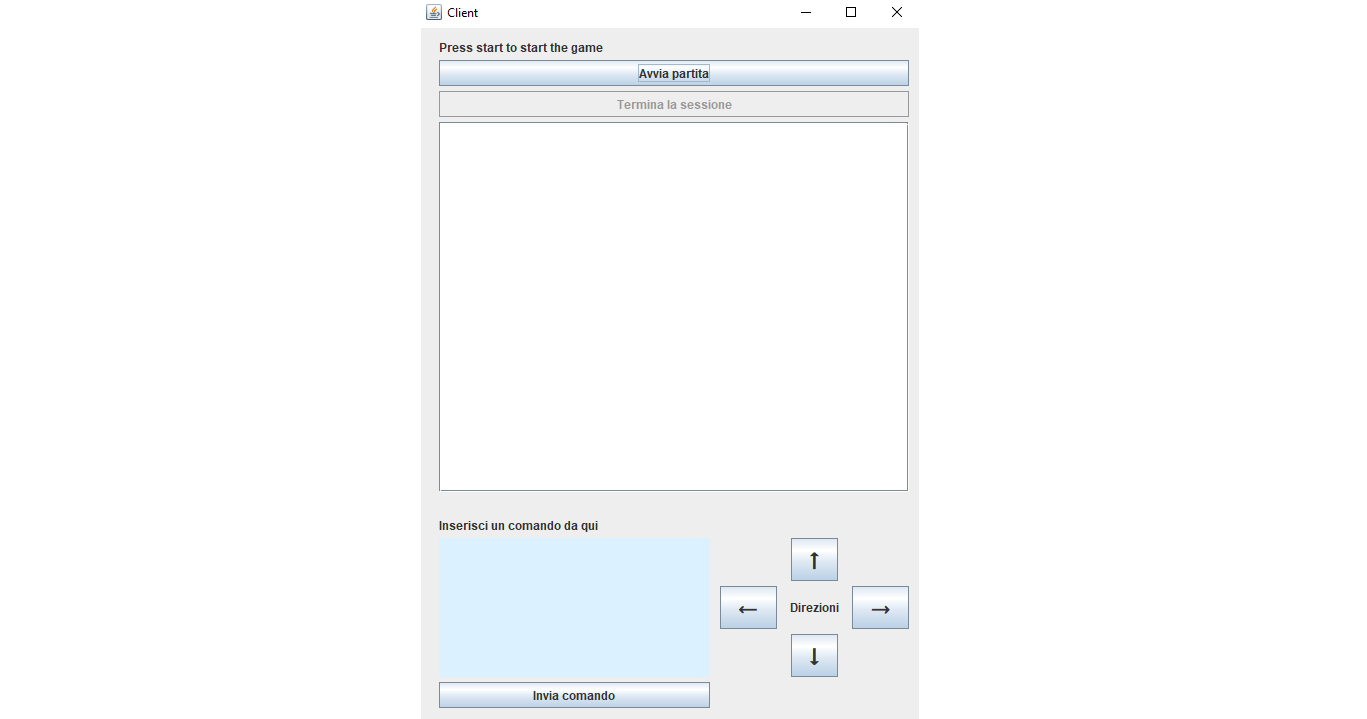 Client
Press start to start the game
Avvia partita
Termina la sessione
Inserisci un comando da qui
↑
← Direzioni →
↓
Invia comando